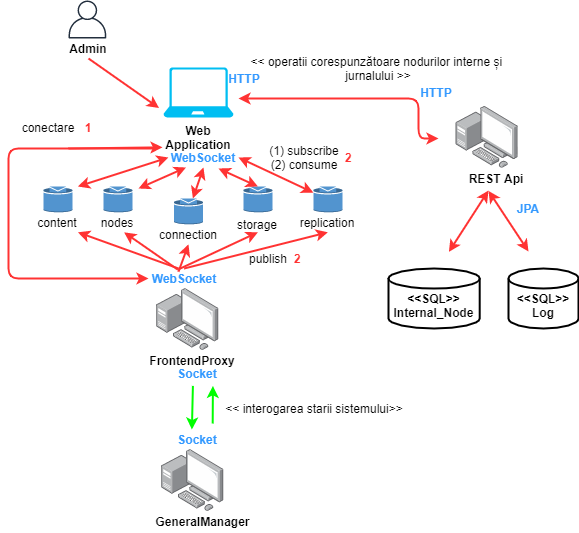 Admin
<< operatii corespunzătoare nodurilor interne și
jurnalului >>
HTTP
HTTP
conectare 1
Web
Application
WebSocket
(1) subscribe
(2) consume 2
REST Api
JPA
content
nodes
connection
storage
replication
publish 2
WebSocket
<<SQL>>
Internal_Node
<<SQL>>
Log
FrontendProxy
Socket
<< interogarea starii sistemului>>
Socket
GeneralManager